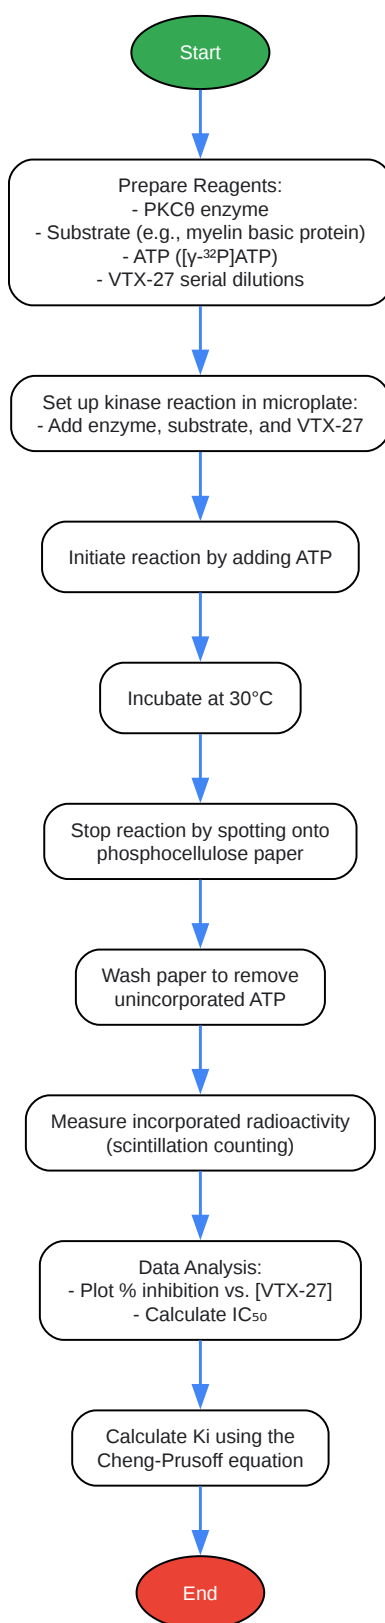 Start
Prepare Reagents:
- PKCθ enzyme
- Substrate (e.g., myelin basic protein)
- ATP ([γ-³²P]ATP)
- VTX-27 serial dilutions
Set up kinase reaction in microplate:
- Add enzyme, substrate, and VTX-27
Initiate reaction by adding ATP
Incubate at 30°C
Stop reaction by spotting onto
phosphocellulose paper
Wash paper to remove
unincorporated ATP
Measure incorporated radioactivity
(scintillation counting)
Data Analysis:
- Plot % inhibition vs. [VTX-27]
- Calculate IC₅₀
Calculate Ki using the
Cheng-Prusoff equation
End